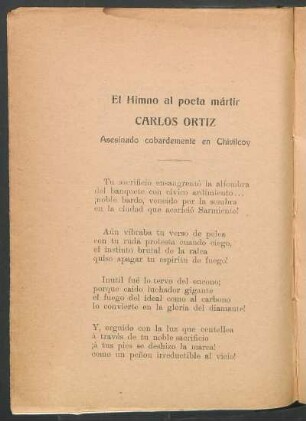 El Himno al poeta mártir
CARLOS ORTIZ
Asesinado cobardemente en Chivilcoy
Tu sacrificio ensangrentó la alfombra
del banquete con cívico ardimiento...
¡noble bardo, vencido por la sombra
en la ciudad que acarició Sarmiento!
Aún vibraba tu verso de pelea
con tu ruda protesta cuando ciego,
el instinto brutal de la ralea
quiso apagar tu espíritu de fuego!
Inútil fué lo torvo del encono;
porque caído luchador gigante
el fuego del ideal como al carbono
lo convierte en la gloria del diamante!
Y, seguido con la luz que centellea
á través de tu noble sacrificio
¡á tus pies se deshizo la marea!
como un peñón irreductible al vicio!